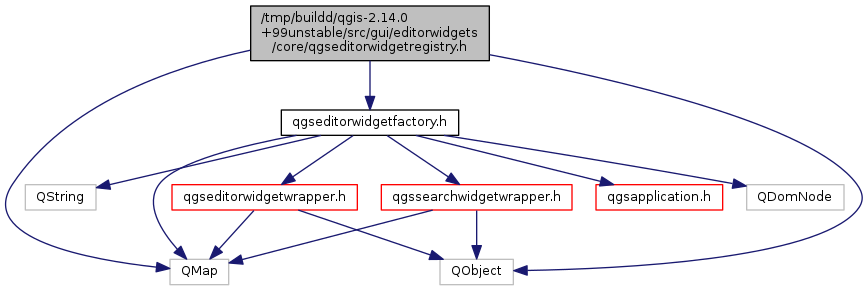 /tmp/buildd/qgis-2.14.0
+99unstable/src/gui/editorwidgets
/core/qgseditorwidgetregistry.h
qgseditorwidgetfactory.h
QString
qgseditorwidgetwrapper.h
qgssearchwidgetwrapper.h
qgsapplication.h
QDomNode
QMap
QObject